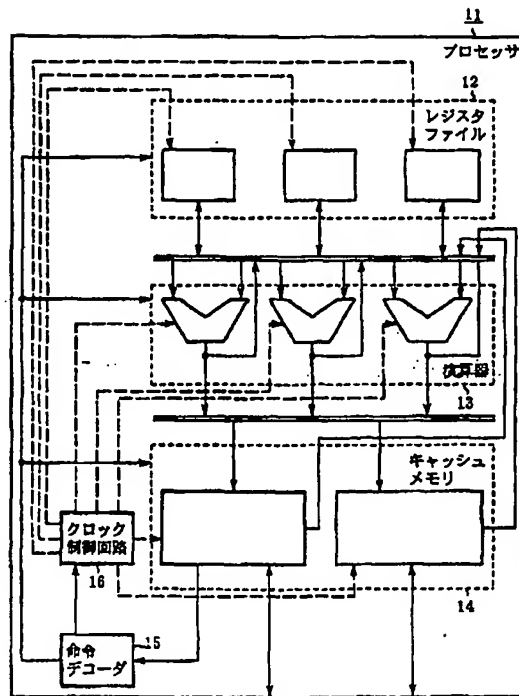 11
プロセッサ
12
レジスタ
ファイル
演算器
13
キャッシュ
メモリ
クロック
制御回路
16
14
15
命令
デコーダ